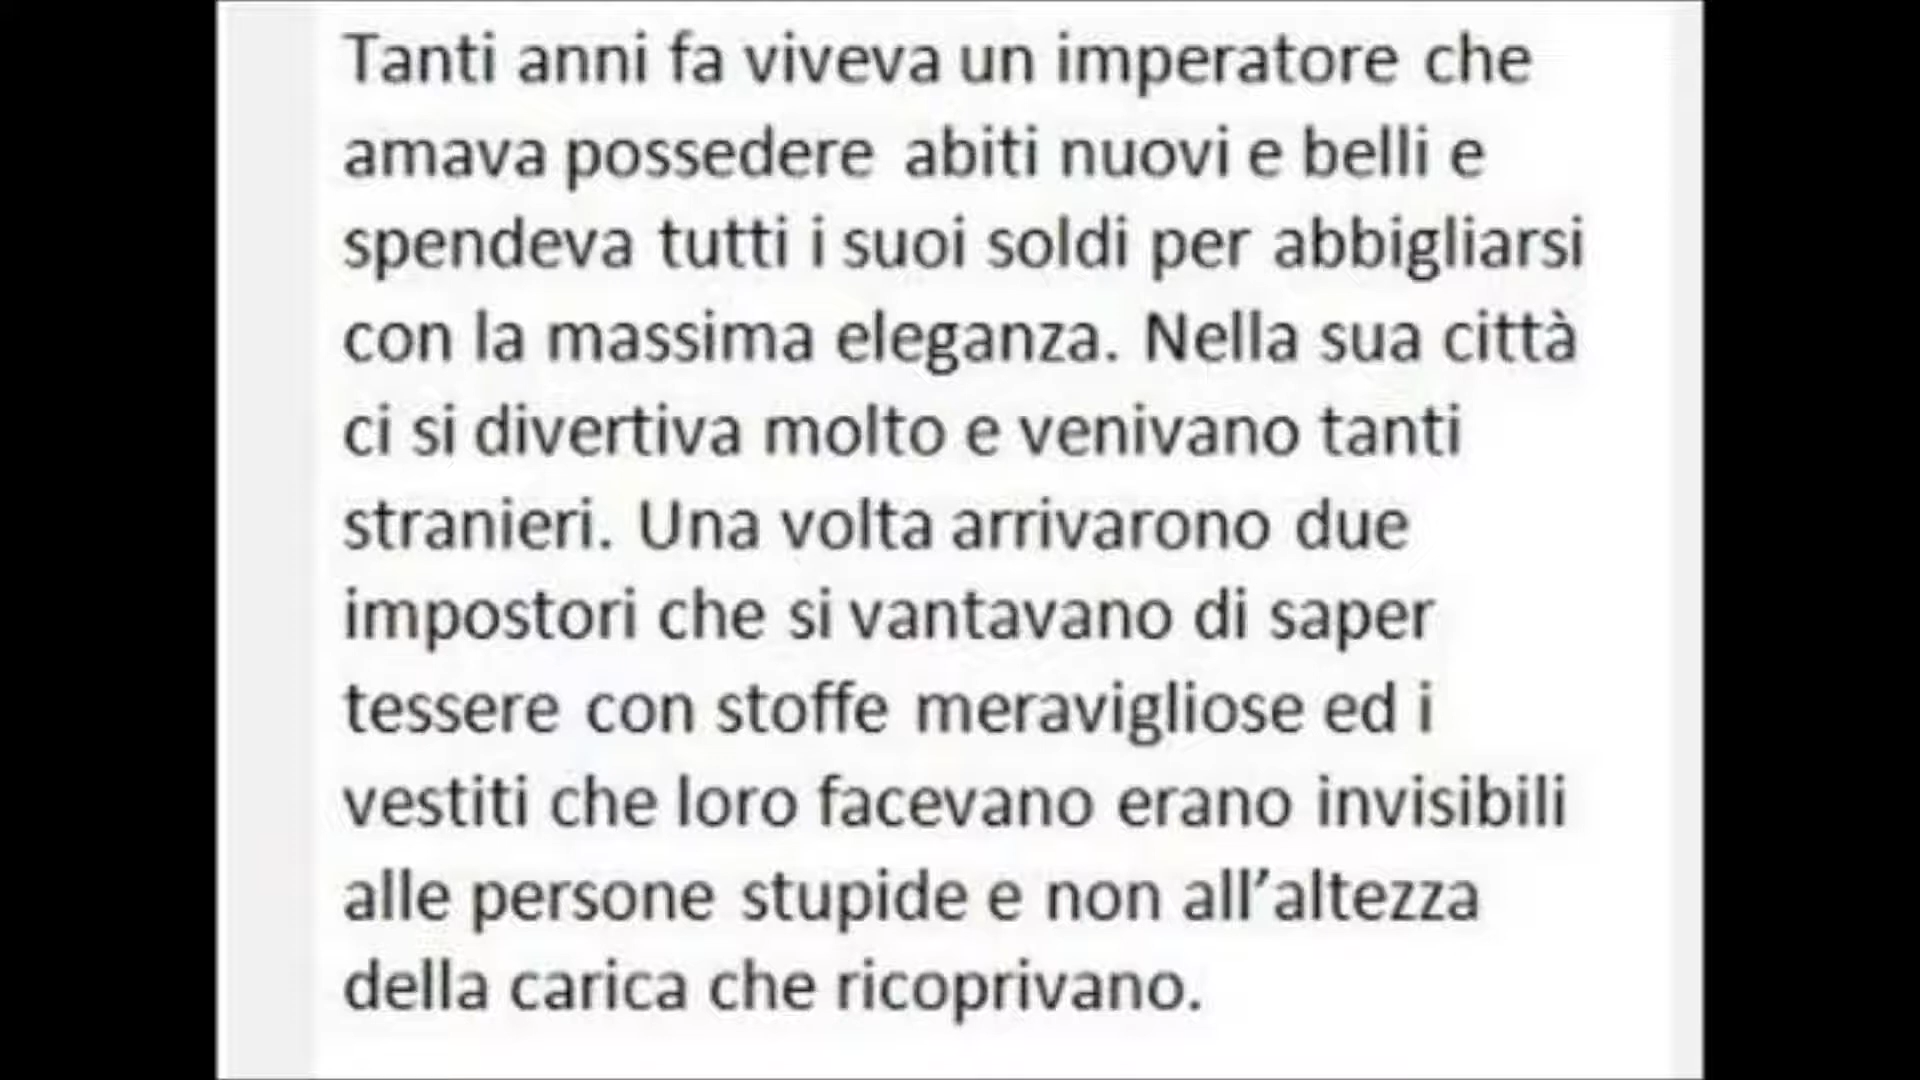 Tanti anni fa viveva un imperatore che
amava possedere abiti nuovi e belli e
spendeva tutti i suoi soldi per abbigliarsi
con la massima eleganza. Nella sua città
ci si divertiva molto e venivano tanti
stranieri. Una volta arrivarono due
impostori che si vantavano di saper
tessere con stoffe meravigliose ed i
vestiti che loro facevano erano invisibili
alle persone stupide e non all’altezza
della carica che ricoprivano.